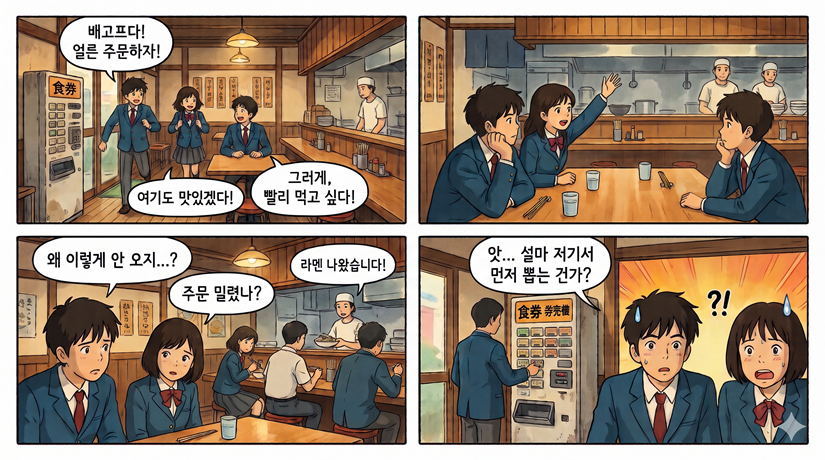 배고프다!
얼른 주문하자!
食券
여기도 맛있겠다!
그러게,
빨리 먹고 싶다!
왜 이렇게 안 오지...?
주문 밀렸나?
라멘 나왔습니다!
앗... 설마 저기서
먼저 뽑는 건가?
食券
?!